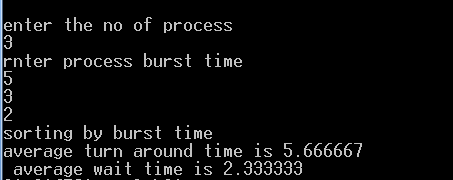 enter the no of process
3
rnter process burst time
5
3
2
sorting by burst time
average turn around time is 5.666667
average wait time is 2.333333